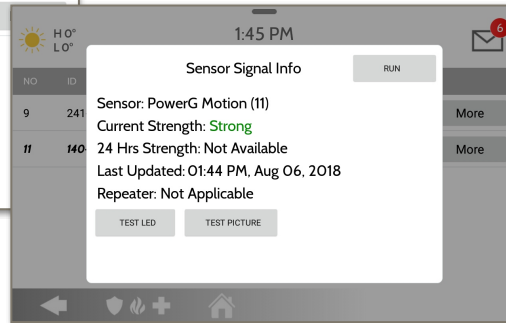 H 0°
L 0°
1:45 PM
6
Sensor Signal Info
RUN
NO ID
Sensor: PowerG Motion (11)
9 241
More
Current Strength: Strong
11 140-
24 Hrs Strength: Not Available
More
Last Updated: 01:44 PM, Aug 06, 2018
Repeater: Not Applicable
TEST LED
TEST PICTURE